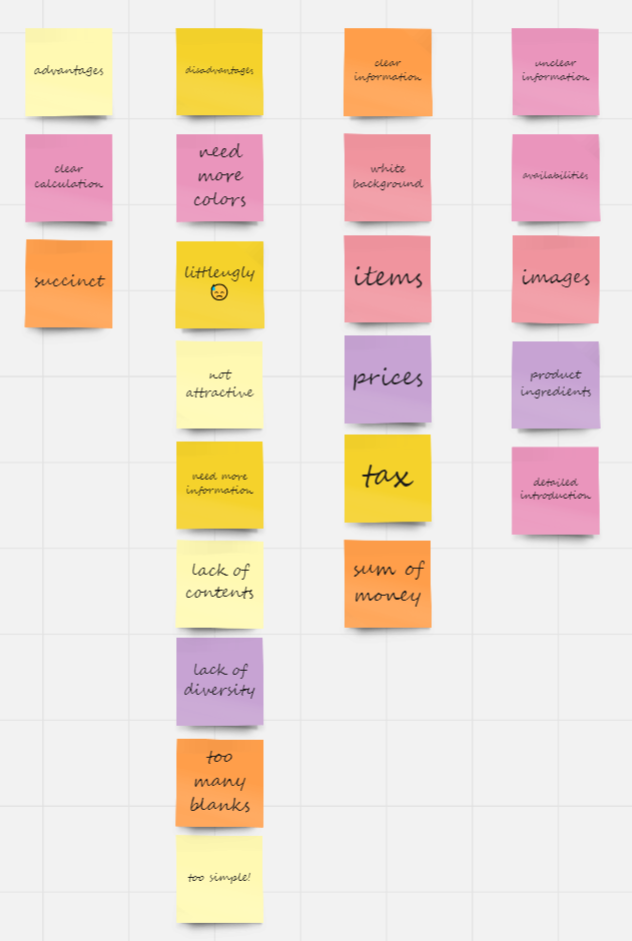 advantages
clear
calculation
succinct
disadvantages
need
more
colors
littleugly
not
attractive
need more
information
lack of
contents
lack of
diversity
too
many
blanks
too simple!
clear
information
white
background
items
prices
tax
sum of
money
unclear
information
availabilities
images
product
ingredients
detailed
introduction